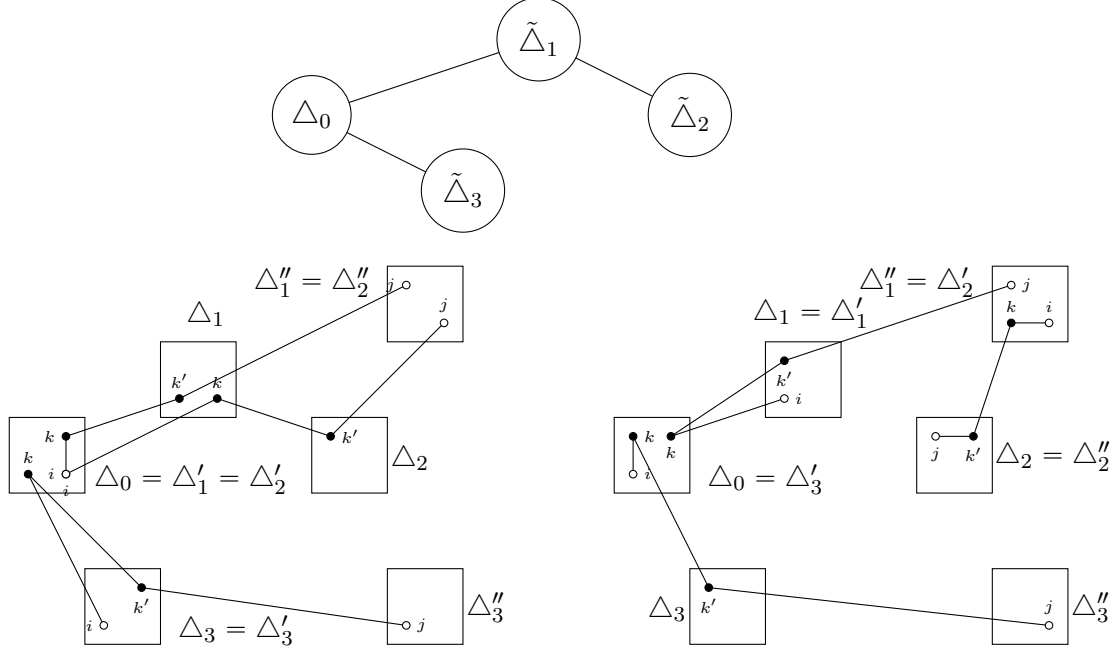 △̃₁
△₀
△̃₂
△̃₃
△₁″ = △₂″
j
j
△₁
k′
k
k
k
i
i
△₀ = △₁′ = △₂′
k′
△₂
i
k′
△₃ = △₃′
j
△₃″
△₁″ = △₂′
j
k
i
△₁ = △₁′
k′
i
k
k
i
△₀ = △₃′
j
k′
△₂ = △₂″
△₃
k′
j
△₃″